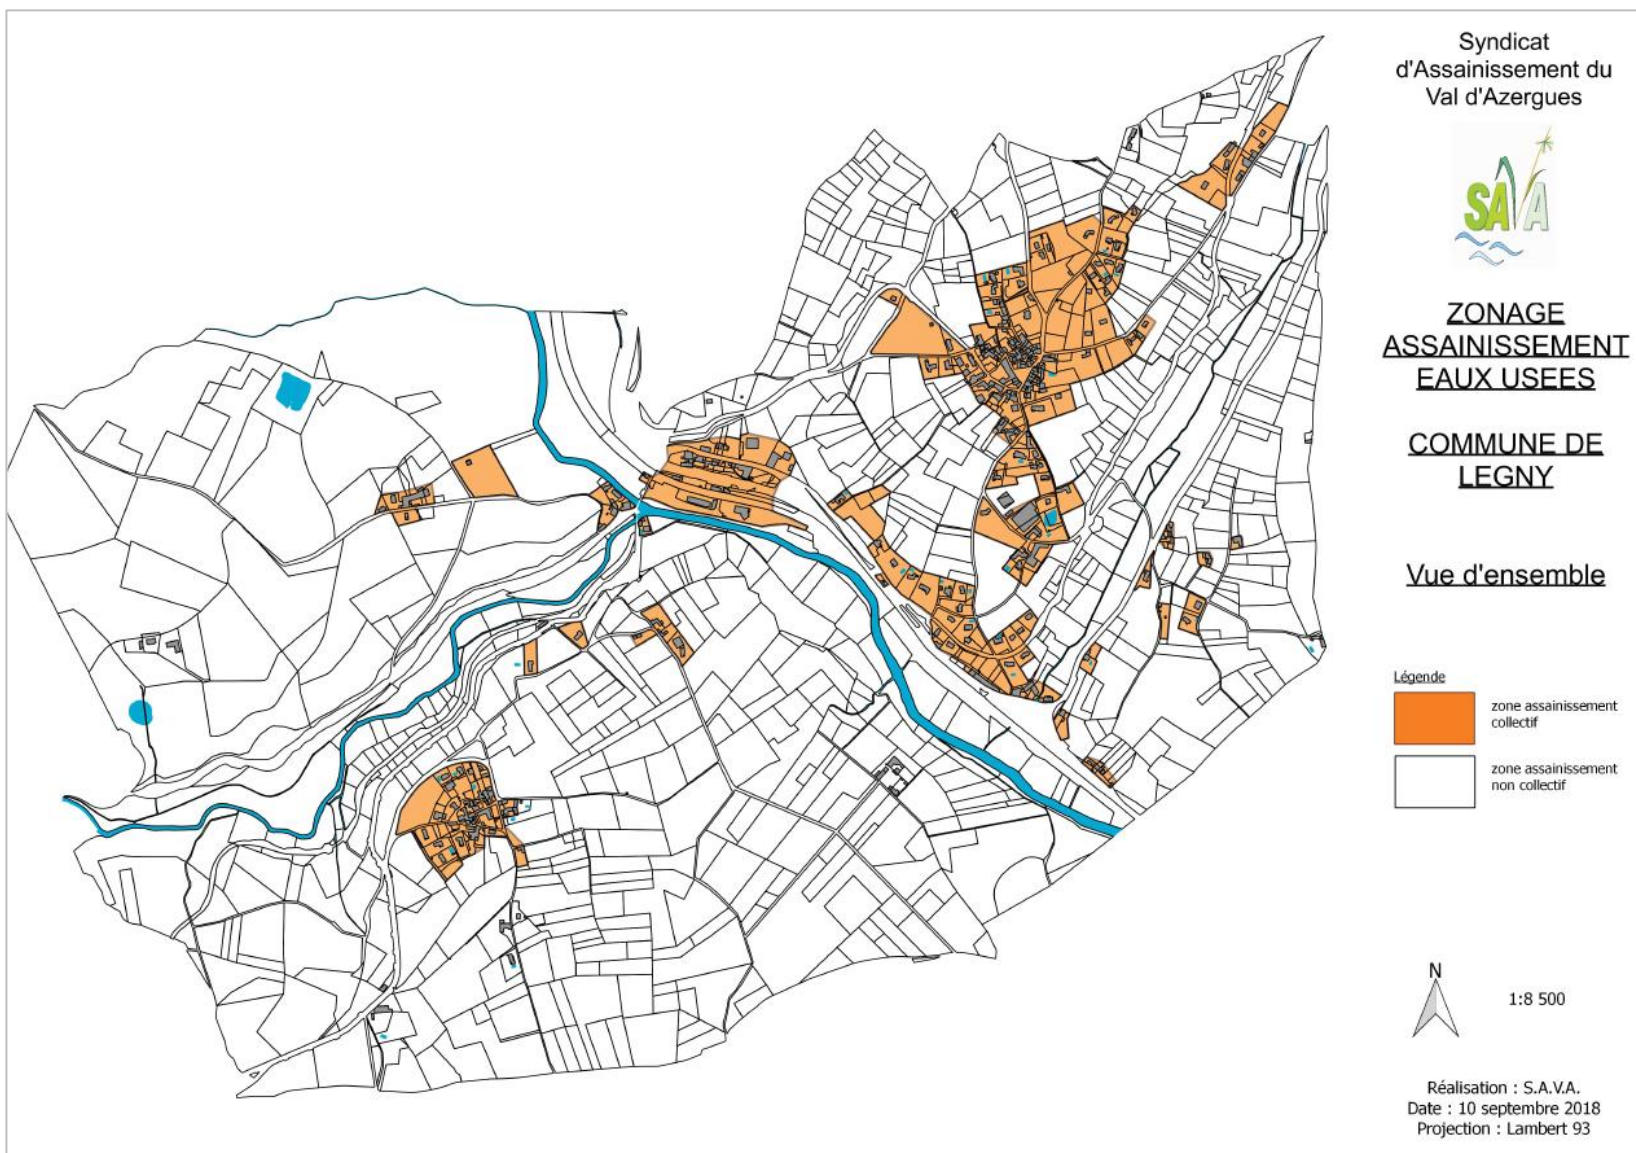 Syndicat
d'Assainissement du
Val d'Azergues
SAVA
ZONAGE
ASSAINISSEMENT
EAUX USEES
COMMUNE DE
LEGNY
Vue d'ensemble
Légende
zone assainissement
collectif
zone assainissement
non collectif
N
1:8 500
Réalisation : S.A.V.A.
Date : 10 septembre 2018
Projection : Lambert 93